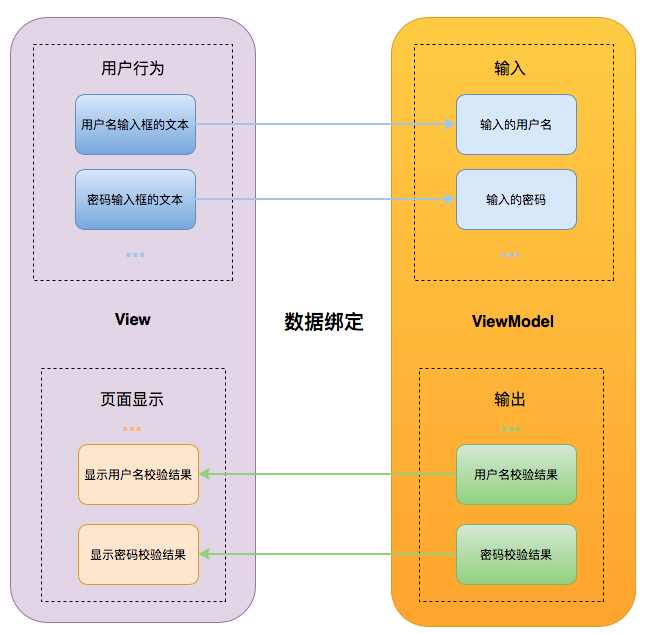 用户行为
用户名输入框的文本
密码输入框的文本
View
页面显示
显示用户名校验结果
显示密码校验结果
数据绑定
输入
输入的用户名
输入的密码
ViewModel
输出
用户名校验结果
密码校验结果